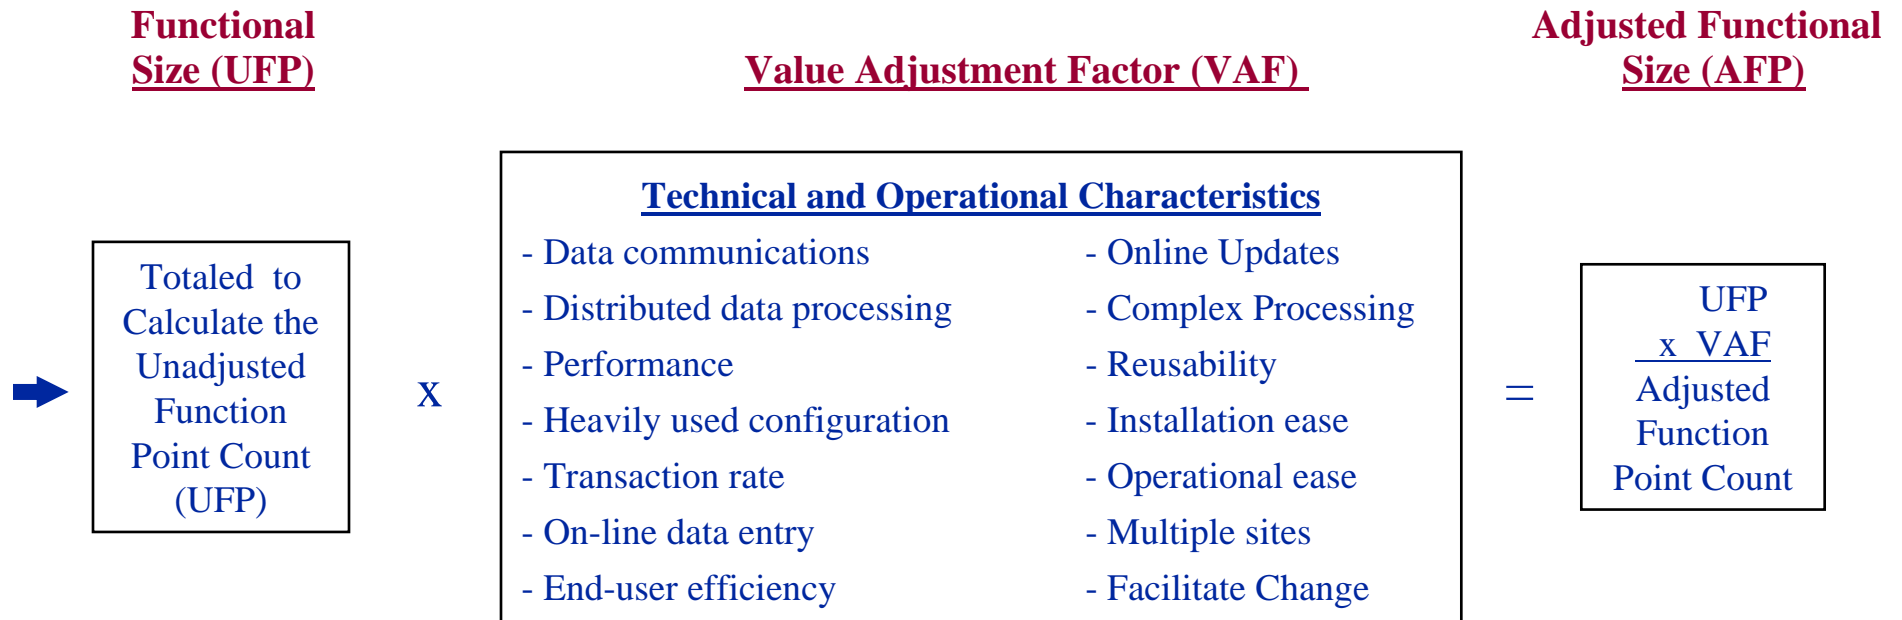 Functional
Size (UFP)
Value Adjustment Factor (VAF)
Adjusted Functional
Size (AFP)
Totaled to
Calculate the
Unadjusted
Function
Point Count
(UFP)
x
Technical and Operational Characteristics
- Data communications
- Distributed data processing
- Performance
- Heavily used configuration
- Transaction rate
- On-line data entry
- End-user efficiency
- Online Updates
- Complex Processing
- Reusability
- Installation ease
- Operational ease
- Multiple sites
- Facilitate Change
=
UFP
x VAF
Adjusted
Function
Point Count